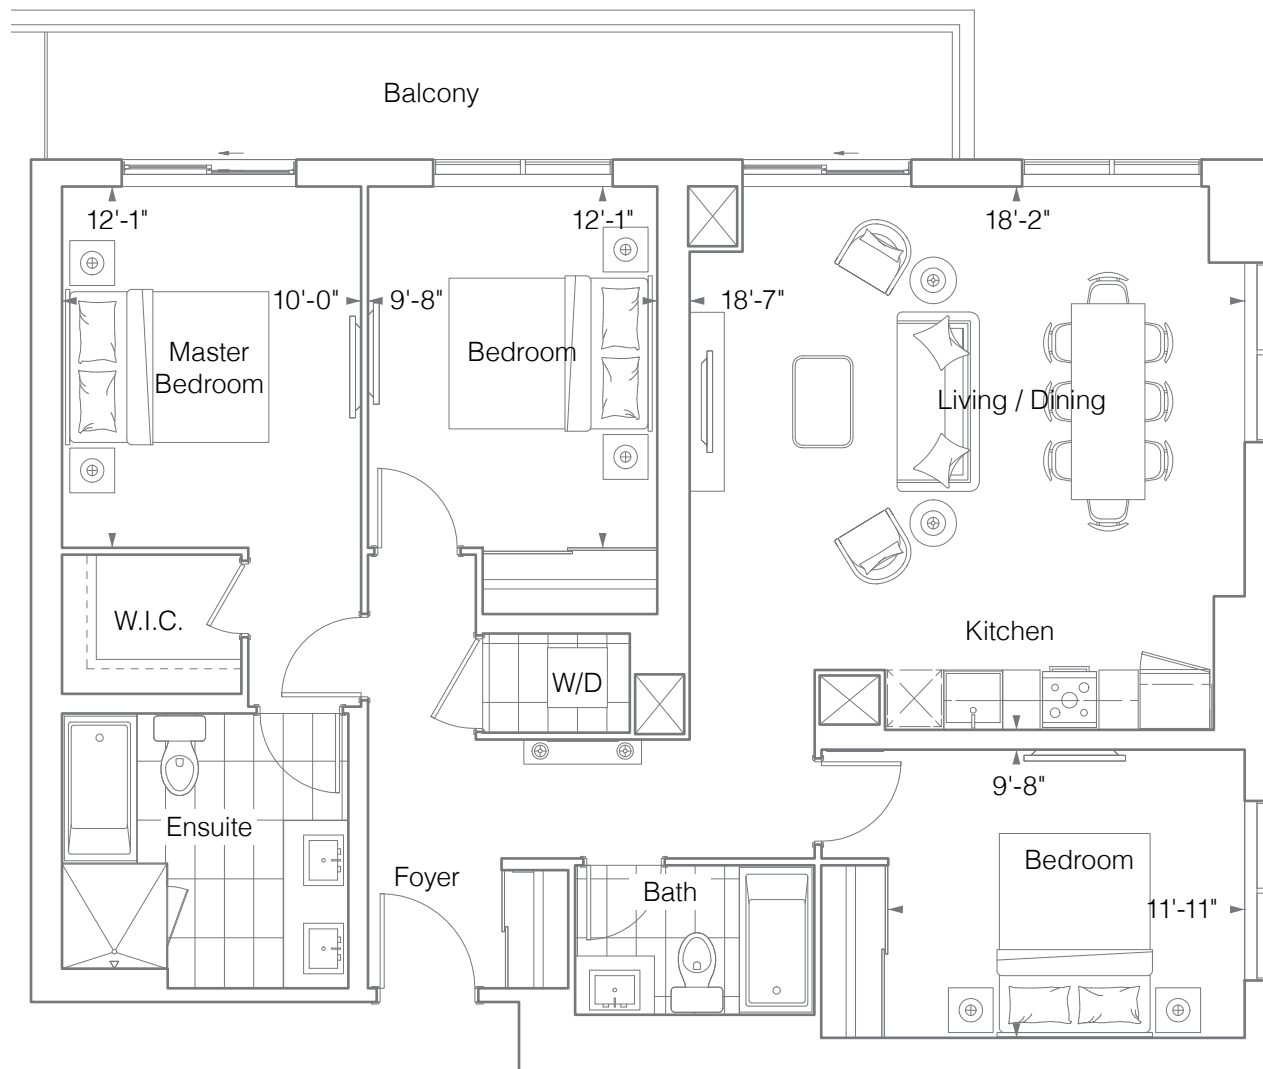 Balcony
12'-1"
12'-1"
18'-2"
10'-0"
9'-8"
18'-7"
Master
Bedroom
Bedroom
Living / Dining
W.I.C.
Kitchen
W/D
9'-8"
Ensuite
Foyer
Bath
Bedroom
11'-11"